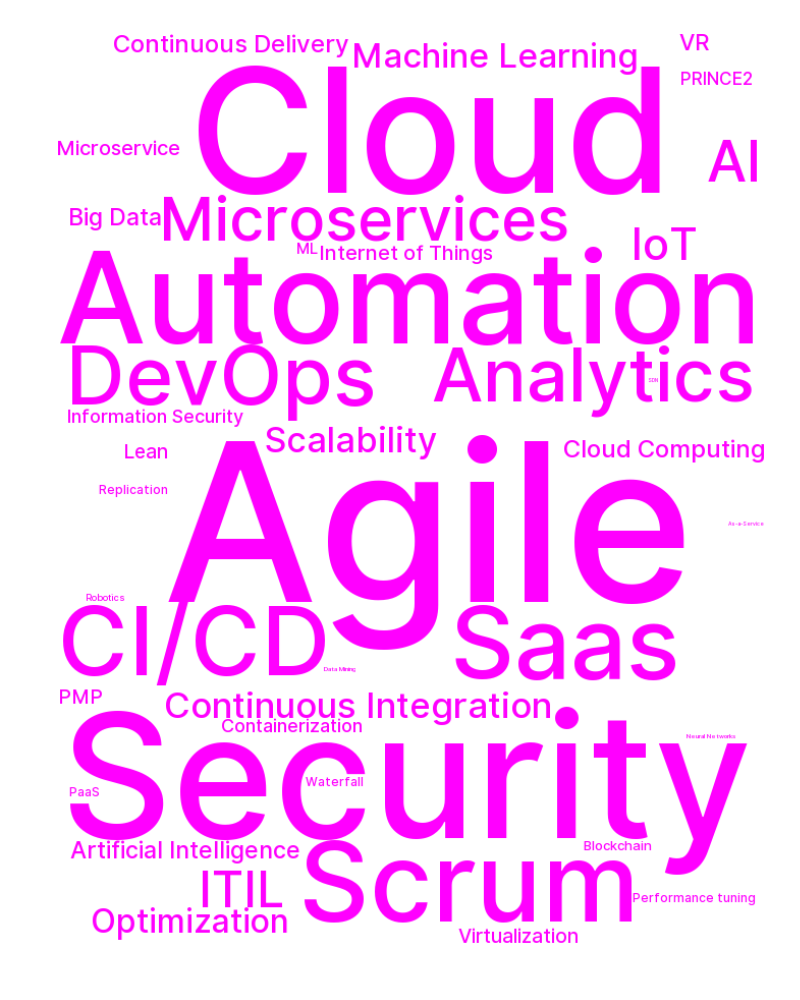 Continuous Delivery
Machine Learning
VR
PRINCE2
Cloud
Microservice
AI
Big Data
Microservices
IoT
ML
Internet of Things
Automation
DevOps
Analytics
SDN
Information Security
Lean
Scalability
Cloud Computing
Replication
Agile
As-a-Service
Robotics
CI/CD
Saas
Data Mining
PMP
Continuous Integration
Containerization
Security
Neural Networks
Waterfall
PaaS
Artificial Intelligence
Scrum
Blockchain
ITIL
Performance tuning
Optimization
Virtualization